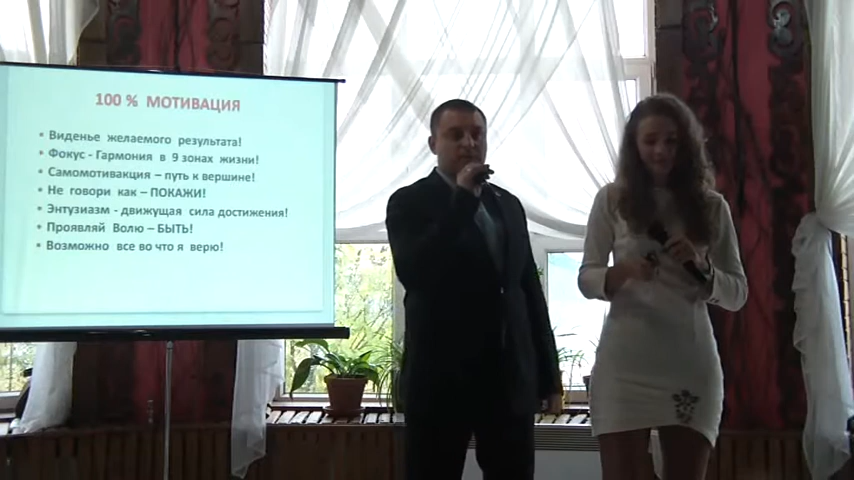 100 % МОТИВАЦИЯ
• Виденье желаемого результата!
• Фокус -ГАРМОНИЯ в 9 зонах жизни!
• Самомотивакция – путь к вершине!
• Не говори как – ПОКАЖИ!
• Энтузиазм - движущая сила достижения!
• Проявляй Волю – БЫТЬ!
• Возможно все во что я верю!